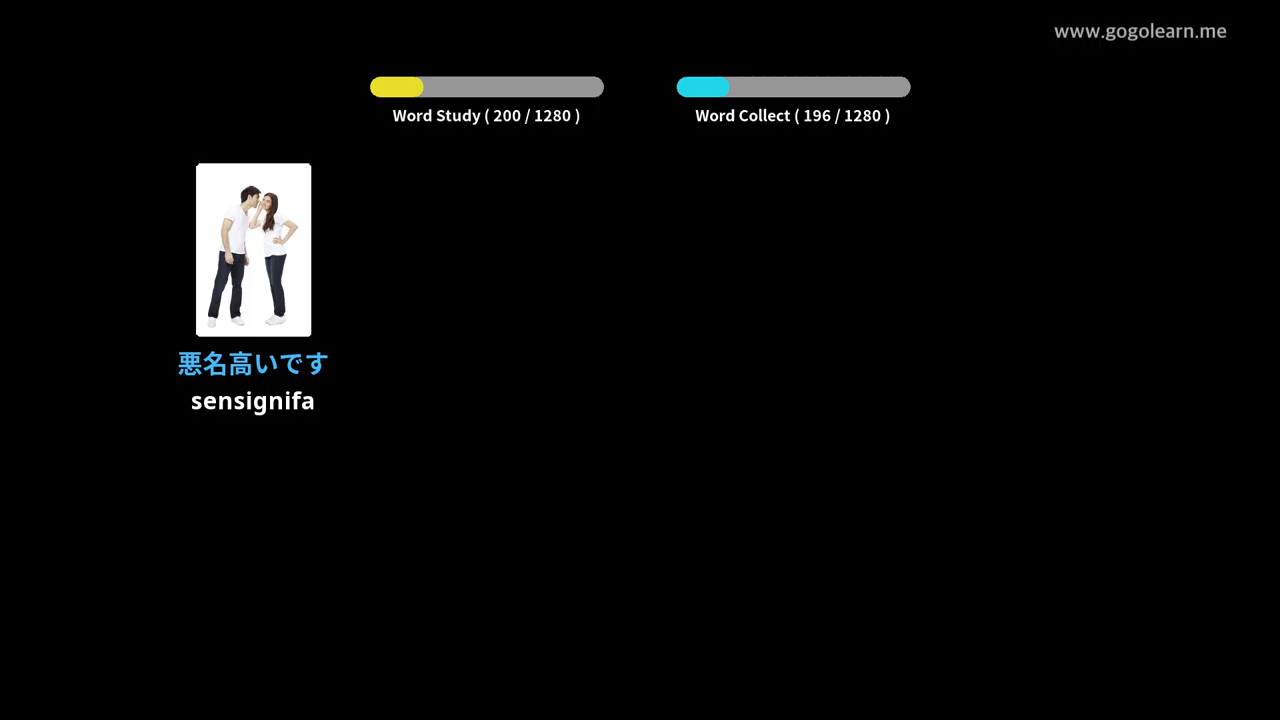 www.gogolearn.me
Word Study ( 200 / 1280 )
Word Collect ( 196 / 1280 )
悪名高いです
sensignifa